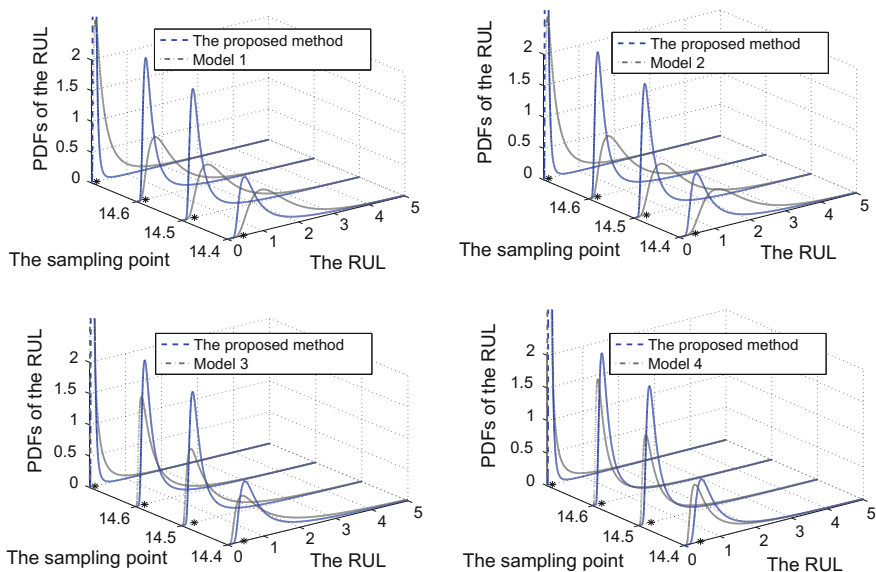 The proposed method
Model 1
PDFs of the RUL
2
1.5
1
0.5
0
14.6
14.5
14.4
The sampling point
0
1
2
3
4
5
The RUL
The proposed method
Model 2
PDFs of the RUL
2
1.5
1
0.5
0
14.6
14.5
14.4
The sampling point
0
1
2
3
4
5
The RUL
The proposed method
Model 3
PDFs of the RUL
2
1.5
1
0.5
0
14.6
14.5
14.4
The sampling point
0
1
2
3
4
5
The RUL
The proposed method
Model 4
PDFs of the RUL
2
1.5
1
0.5
0
14.6
14.5
14.4
The sampling point
0
1
2
3
4
5
The RUL